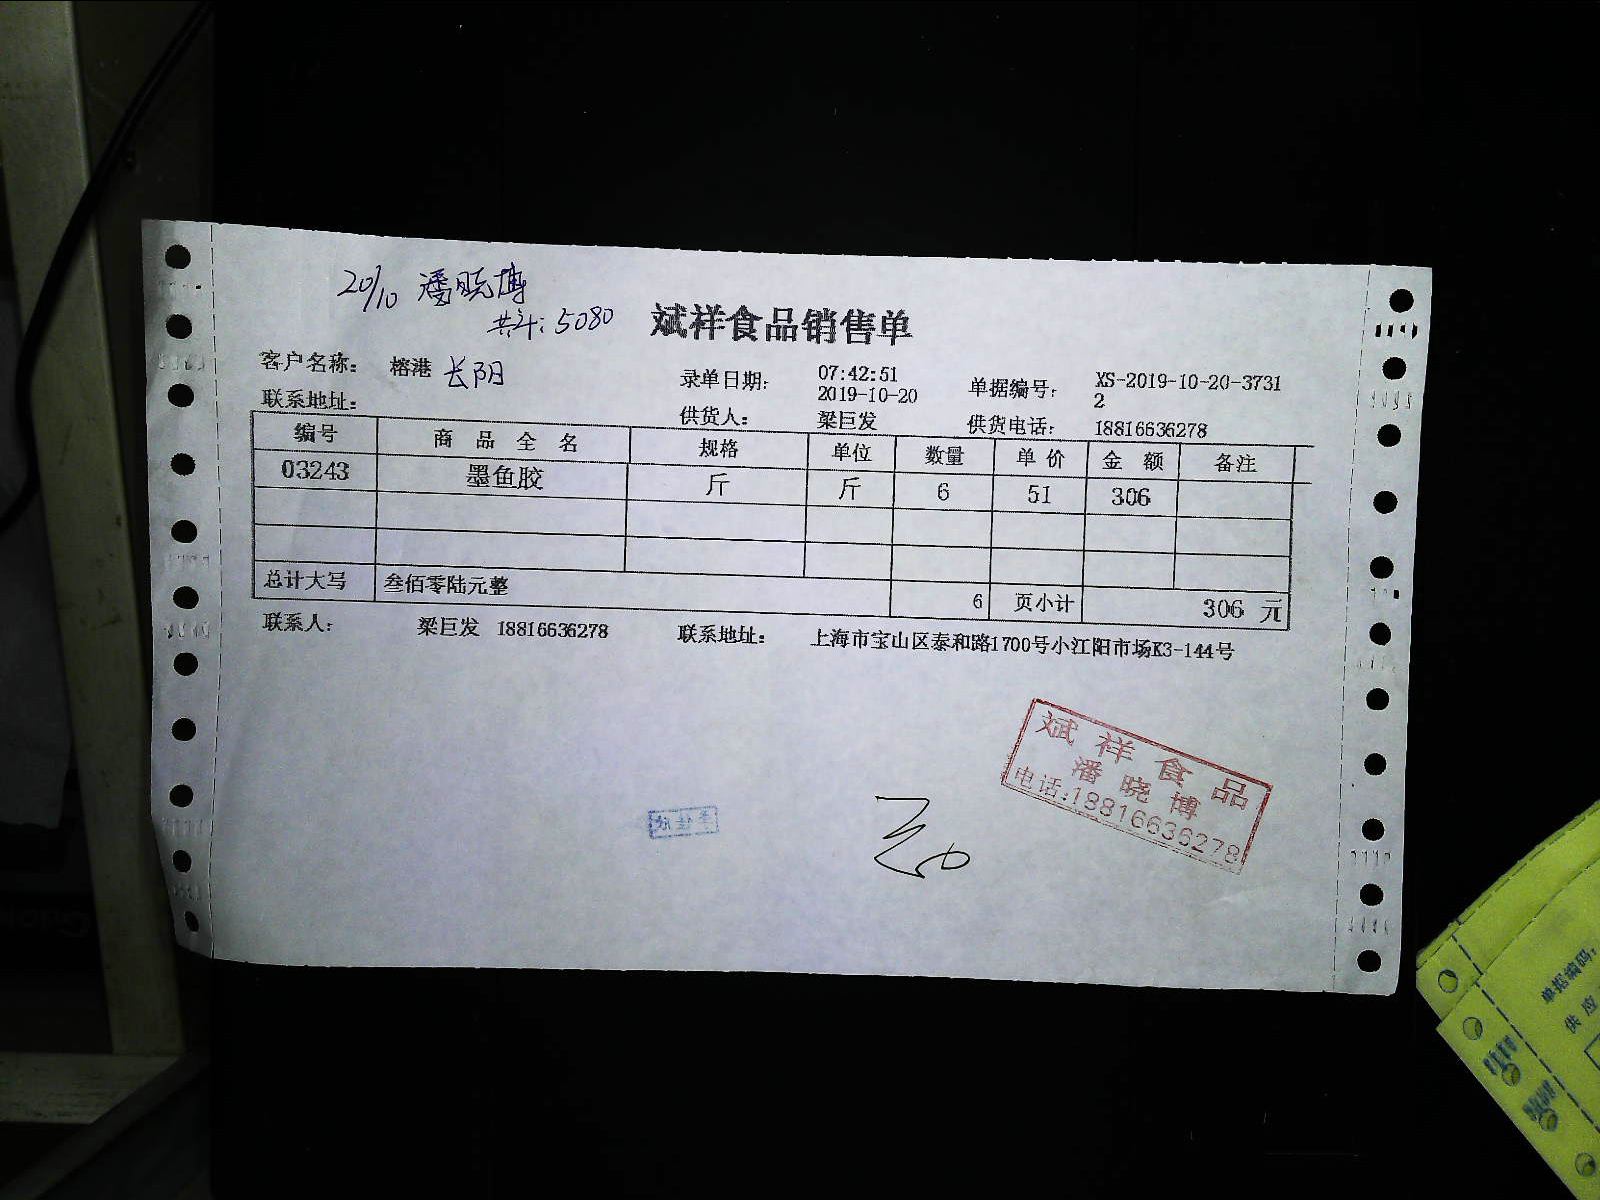 20/10 潘晓博
共计: 5080
斌祥食品销售单
客户名称: 榕港 长阳 录单日期: 07:42:51 2019-10-20 单据编号: XS-2019-10-20-37312
联系地址: 供货人: 梁巨发 供货电话: 18816636278
编号 商品全名 规格 单位 数量 单价 金额 备注
03243 墨鱼胶 斤 斤 6 51 306
总计大写 叁佰零陆元整 6 页小计 306 元
联系人: 梁巨发 18816636278 联系地址: 上海市宝山区泰和路1700号小江阳市场K3-144号
斌祥食品
潘晓博
电话:18816636278
单据编码:
供应